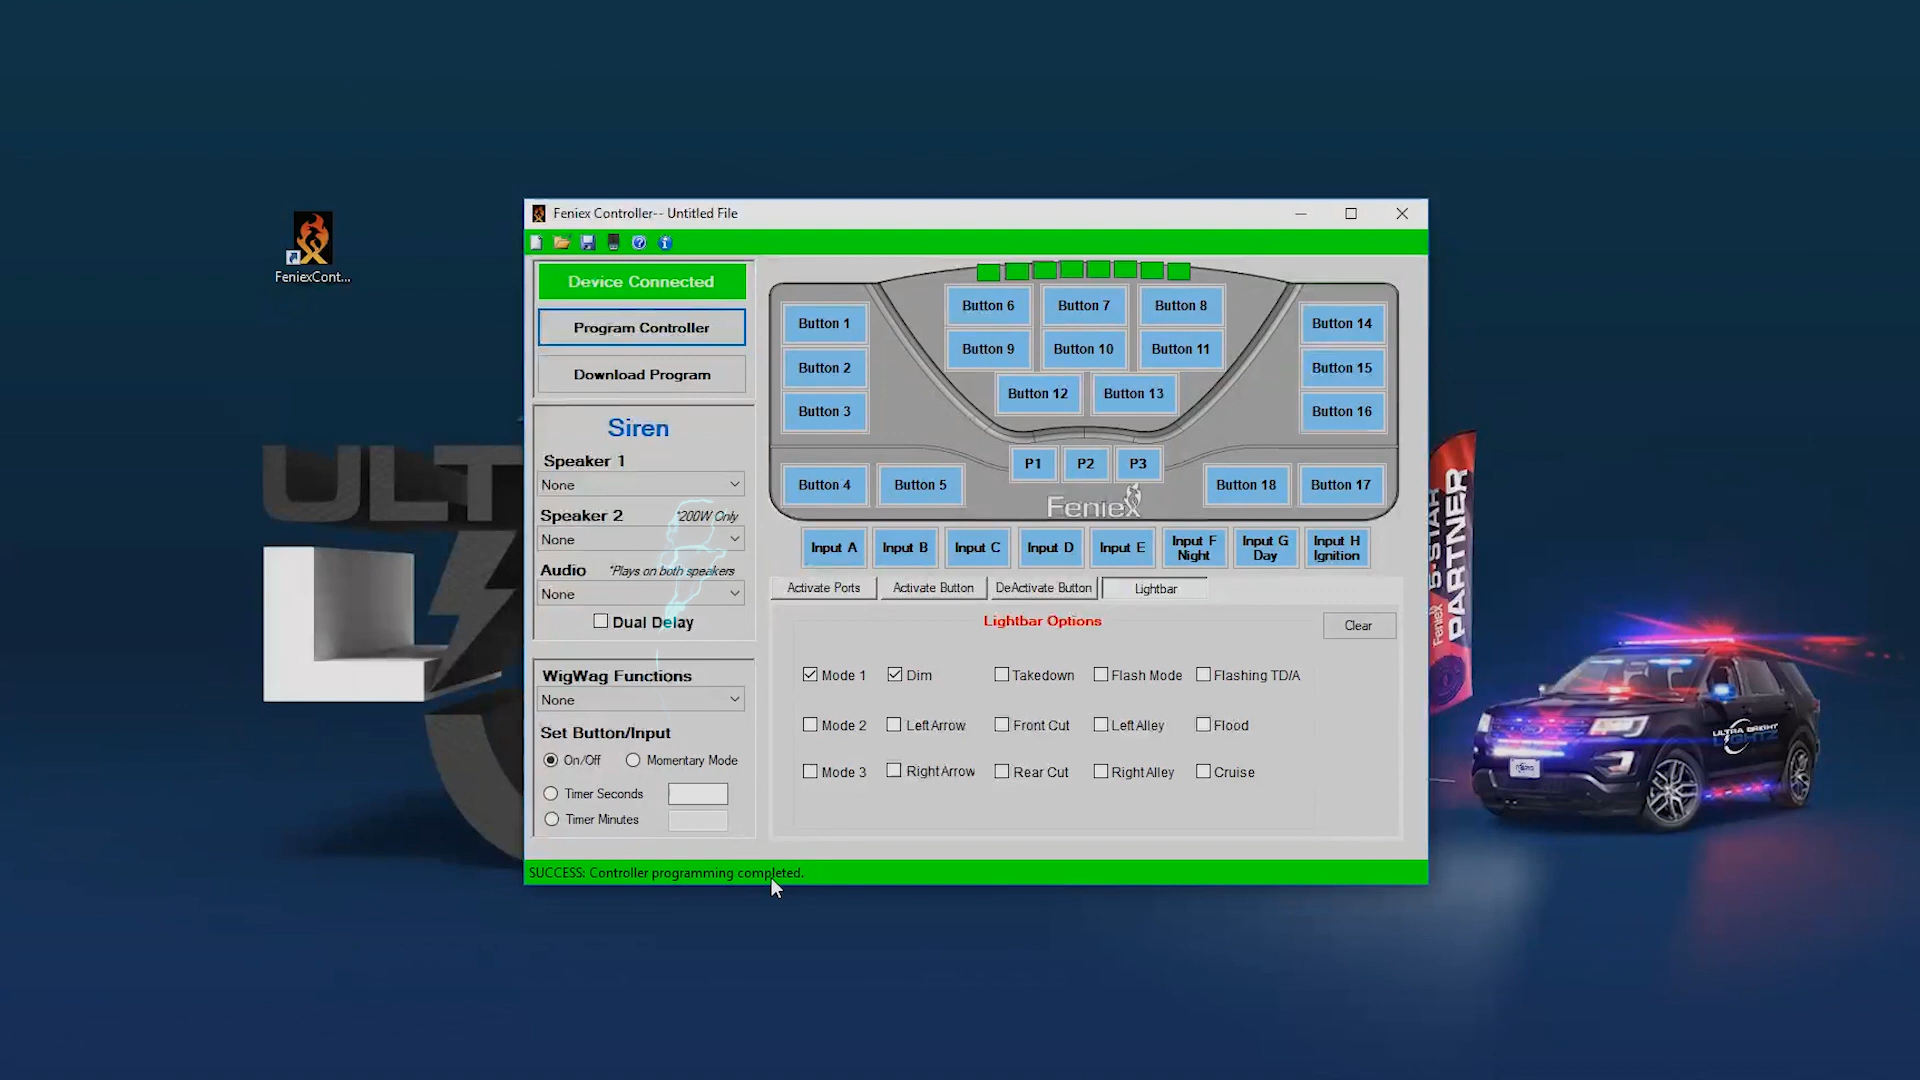 FeniexCont...
Feniex Controller-- Untitled File
Device Connected
Program Controller
Download Program
Siren
Speaker 1
None
Speaker 2 *200W Only
None
Audio *Plays on both speakers
None
Dual Delay
WigWag Functions
None
Set Button/Input
On/Off Momentary Mode
Timer Seconds
Timer Minutes
Button 1
Button 2
Button 3
Button 4 Button 5
Button 6 Button 7 Button 8
Button 9 Button 10 Button 11
Button 12 Button 13
P1 P2 P3
Feniex
Button 14
Button 15
Button 16
Button 18 Button 17
Input A Input B Input C Input D Input E Input F Night Input G Day Input H Ignition
Activate Ports Activate Button DeActivate Button Lightbar
Lightbar Options
Clear
Mode 1 Dim Takedown Flash Mode Flashing TD/A
Mode 2 Left Arrow Front Cut Left Alley Flood
Mode 3 Right Arrow Rear Cut Right Alley Cruise
SUCCESS: Controller programming completed.
ULT
Feniex
5-STAR
PARTNER
ULTRA BRIGHT
LIGHTZ